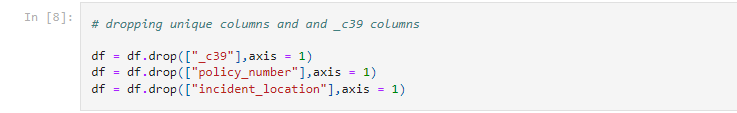 In [8]:
# dropping unique columns and and _c39 columns
df = df.drop(["_c39"],axis = 1)
df = df.drop(["policy_number"],axis = 1)
df = df.drop(["incident_location"],axis = 1)